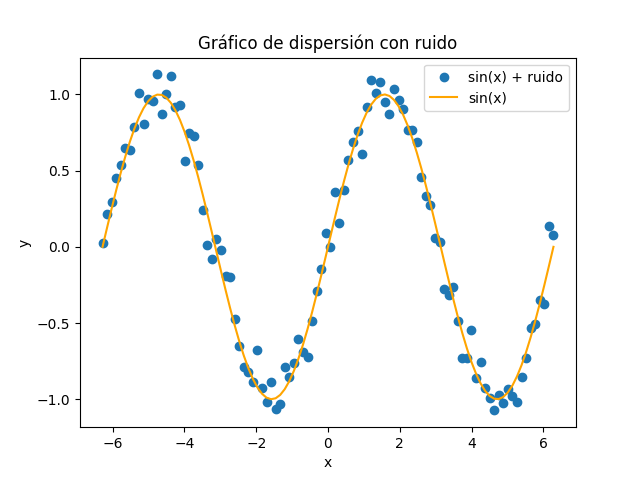 Gráfico de dispersión con ruido
sin(x) + ruido
sin(x)
y
1.0
0.5
0.0
−0.5
−1.0
−6
−4
−2
0
2
4
6
x